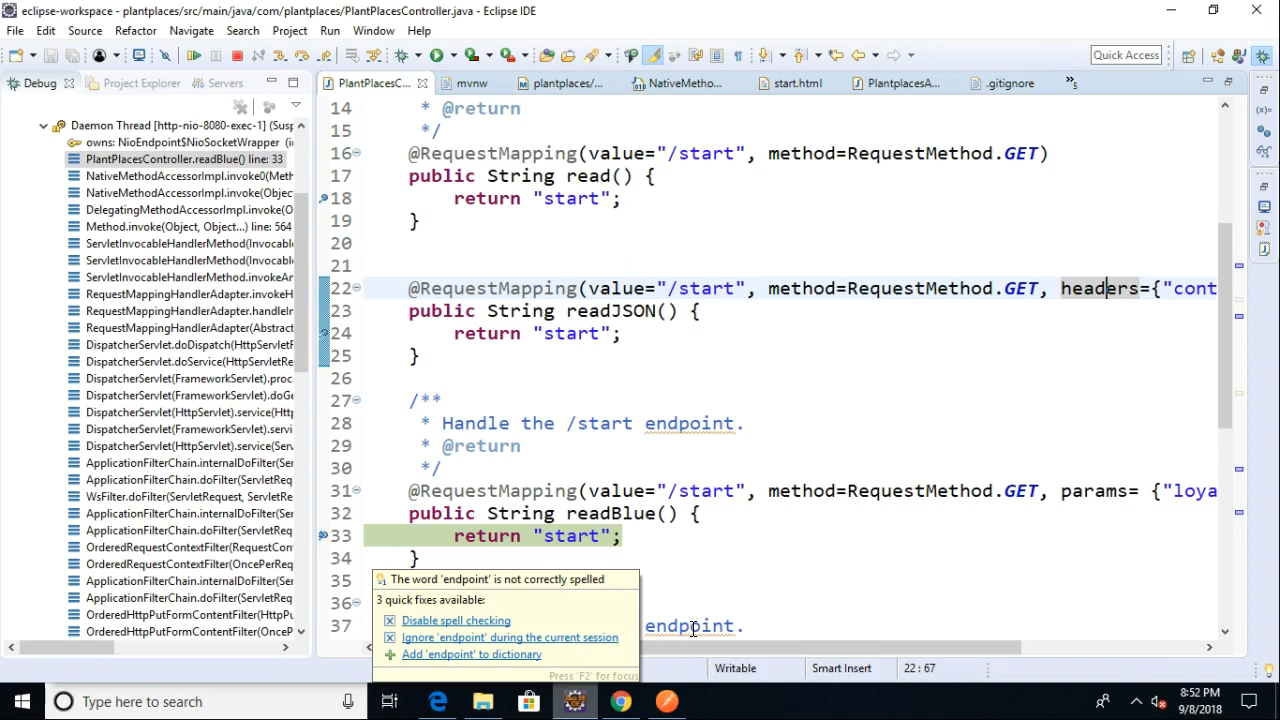 eclipse-workspace - plantplaces/src/main/java/com/plantplaces/PlantPlacesController.java - Eclipse IDE
File Edit Source Refactor Navigate Search Project Run Window Help
Quick Access
Debug Project Explorer Servers
PlantPlacesC... mvnw plantplaces/... NativeMetho... start.html PlantplacesA... .gitignore »5
Daemon Thread [http-nio-8080-exec-1] (Susp
owns: NioEndpoint$NioSocketWrapper (i
PlantPlacesController.readBlue() line: 33
NativeMethodAccessorImpl.invoke0(Meth
NativeMethodAccessorImpl.invoke(Objec
DelegatingMethodAccessorImpl.invoke(O
Method.invoke(Object, Object...) line: 564
ServletInvocableHandlerMethod(Invocabl
ServletInvocableHandlerMethod(Invocabl
ServletInvocableHandlerMethod.invokeAn
RequestMappingHandlerAdapter.invokeHa
RequestMappingHandlerAdapter.handleIn
RequestMappingHandlerAdapter(Abstract
DispatcherServlet.doDispatch(HttpServlet
DispatcherServlet.doService(HttpServletRe
DispatcherServlet(FrameworkServlet).proc
DispatcherServlet(FrameworkServlet).doGe
DispatcherServlet(HttpServlet).service(Htt
DispatcherServlet(FrameworkServlet).servi
DispatcherServlet(HttpServlet).service(Serv
ApplicationFilterChain.internalDoFilter(Ser
ApplicationFilterChain.doFilter(ServletReq
WsFilter.doFilter(ServletRequest, ServletRe
ApplicationFilterChain.internalDoFilter(Ser
ApplicationFilterChain.doFilter(ServletReq
OrderedRequestContextFilter(RequestCont
OrderedRequestContextFilter(OncePerReq
ApplicationFilterChain.internalDoFilter(Ser
ApplicationFilterChain.doFilter(ServletReq
OrderedHttpPutFormContentFilter(HttpPu
OrderedHttpPutFormContentFilter(OncePe
14 * @return
15 */
16 @RequestMapping(value="/start", method=RequestMethod.GET)
17 public String read() {
18 return "start";
19 }
20
21
22 @RequestMapping(value="/start", method=RequestMethod.GET, headers={"cont
23 public String readJSON() {
24 return "start";
25 }
26
27 /**
28 * Handle the /start endpoint.
29 * @return
30 */
31 @RequestMapping(value="/start", method=RequestMethod.GET, params= {"loya
32 public String readBlue() {
33 return "start";
34 }
35
36
37 endpoint.
The word 'endpoint' is not correctly spelled
3 quick fixes available:
Disable spell checking
Ignore 'endpoint' during the current session
Add 'endpoint' to dictionary
Press 'F2' for focus
Writable Smart Insert 22 : 67
Type here to search
8:52 PM
9/8/2018